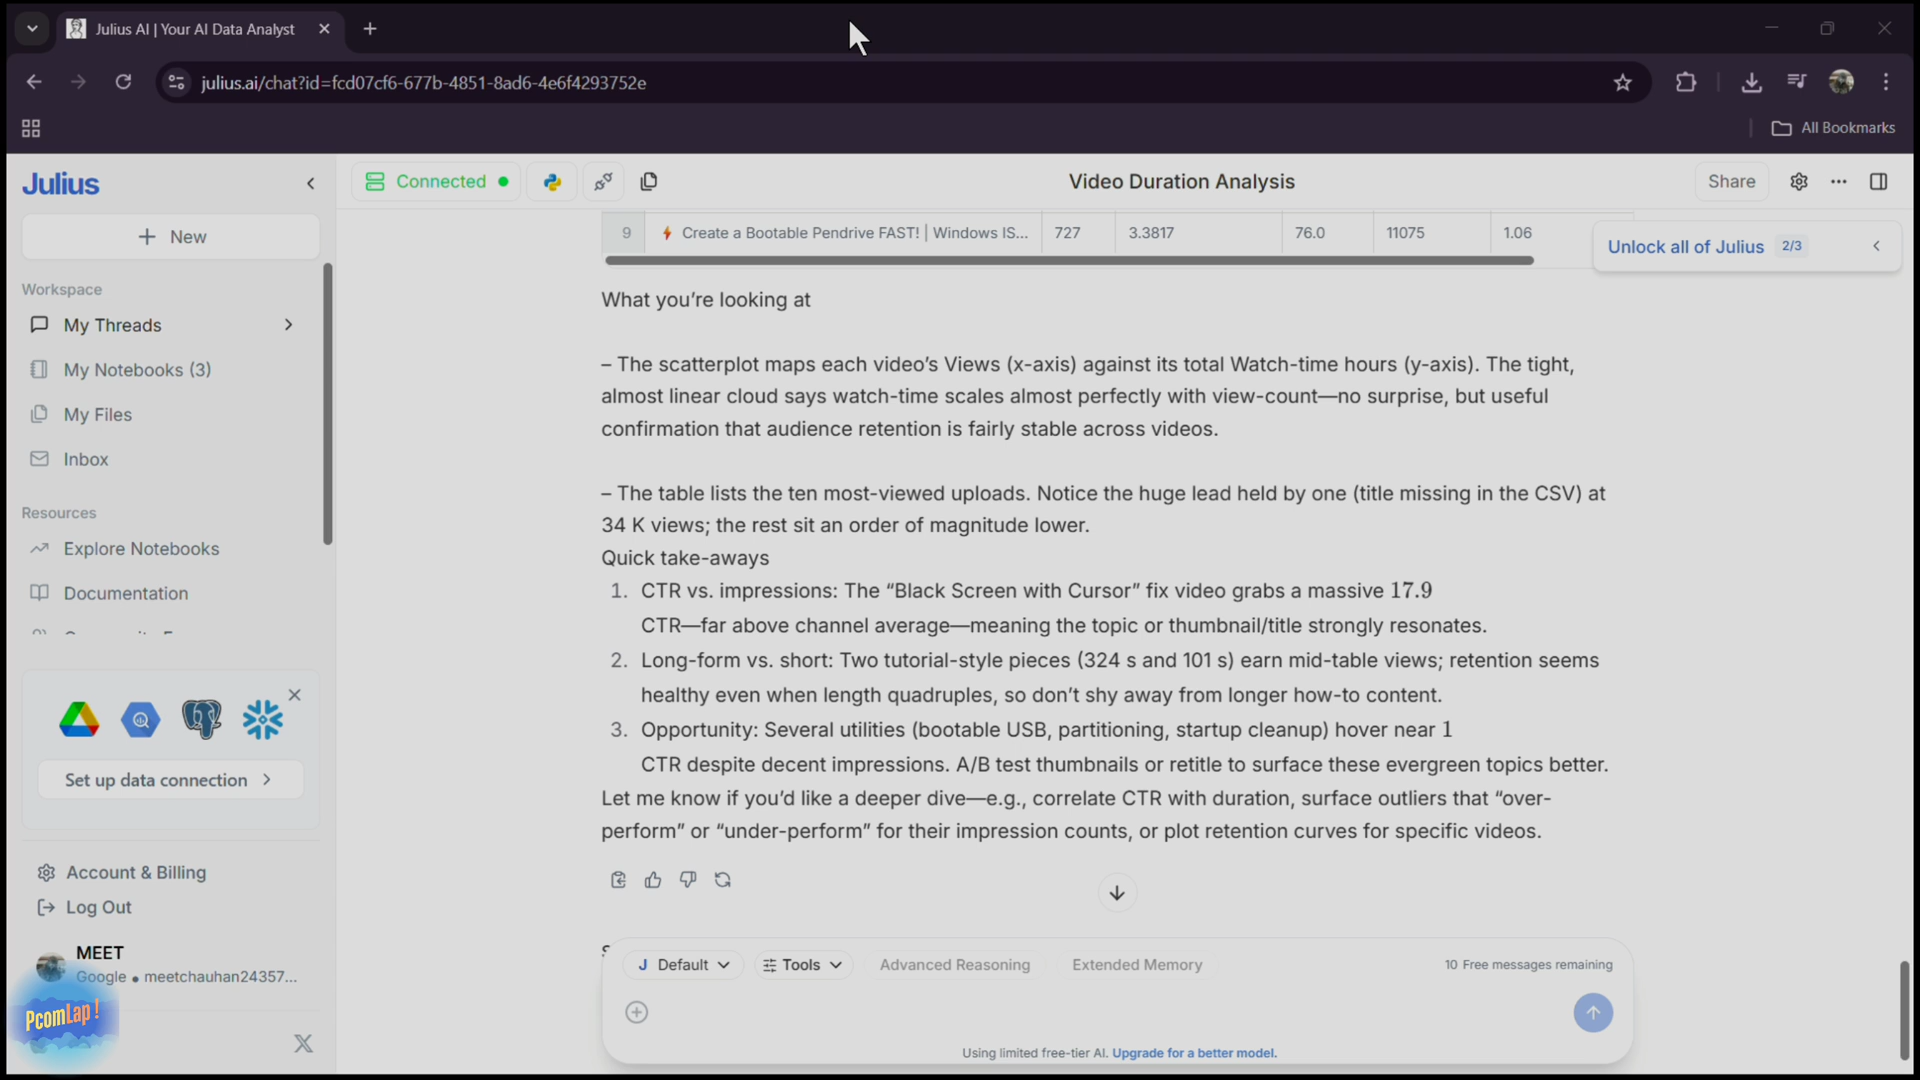 Julius AI | Your AI Data Analyst
julius.ai/chat?id=fcd07cf6-677b-4851-8ad6-4e6f4293752e
All Bookmarks
Julius
Connected
Video Duration Analysis
Share
New
9 Create a Bootable Pendrive FAST! | Windows IS... 727 3.3817 76.0 11075 1.06
Unlock all of Julius 2/3
Workspace
My Threads
My Notebooks (3)
My Files
Inbox
Resources
Explore Notebooks
Documentation
Set up data connection
Account & Billing
Log Out
MEET
Google • meetchauhan24357...
PcomLap !
What you’re looking at
– The scatterplot maps each video’s Views (x-axis) against its total Watch-time hours (y-axis). The tight,
almost linear cloud says watch-time scales almost perfectly with view-count—no surprise, but useful
confirmation that audience retention is fairly stable across videos.
– The table lists the ten most-viewed uploads. Notice the huge lead held by one (title missing in the CSV) at
34 K views; the rest sit an order of magnitude lower.
Quick take-aways
1. CTR vs. impressions: The “Black Screen with Cursor” fix video grabs a massive 17.9
CTR—far above channel average—meaning the topic or thumbnail/title strongly resonates.
2. Long-form vs. short: Two tutorial-style pieces (324 s and 101 s) earn mid-table views; retention seems
healthy even when length quadruples, so don’t shy away from longer how-to content.
3. Opportunity: Several utilities (bootable USB, partitioning, startup cleanup) hover near 1
CTR despite decent impressions. A/B test thumbnails or retitle to surface these evergreen topics better.
Let me know if you’d like a deeper dive—e.g., correlate CTR with duration, surface outliers that “over-
perform” or “under-perform” for their impression counts, or plot retention curves for specific videos.
J Default
Tools
Advanced Reasoning
Extended Memory
10 Free messages remaining
Using limited free-tier AI. Upgrade for a better model.